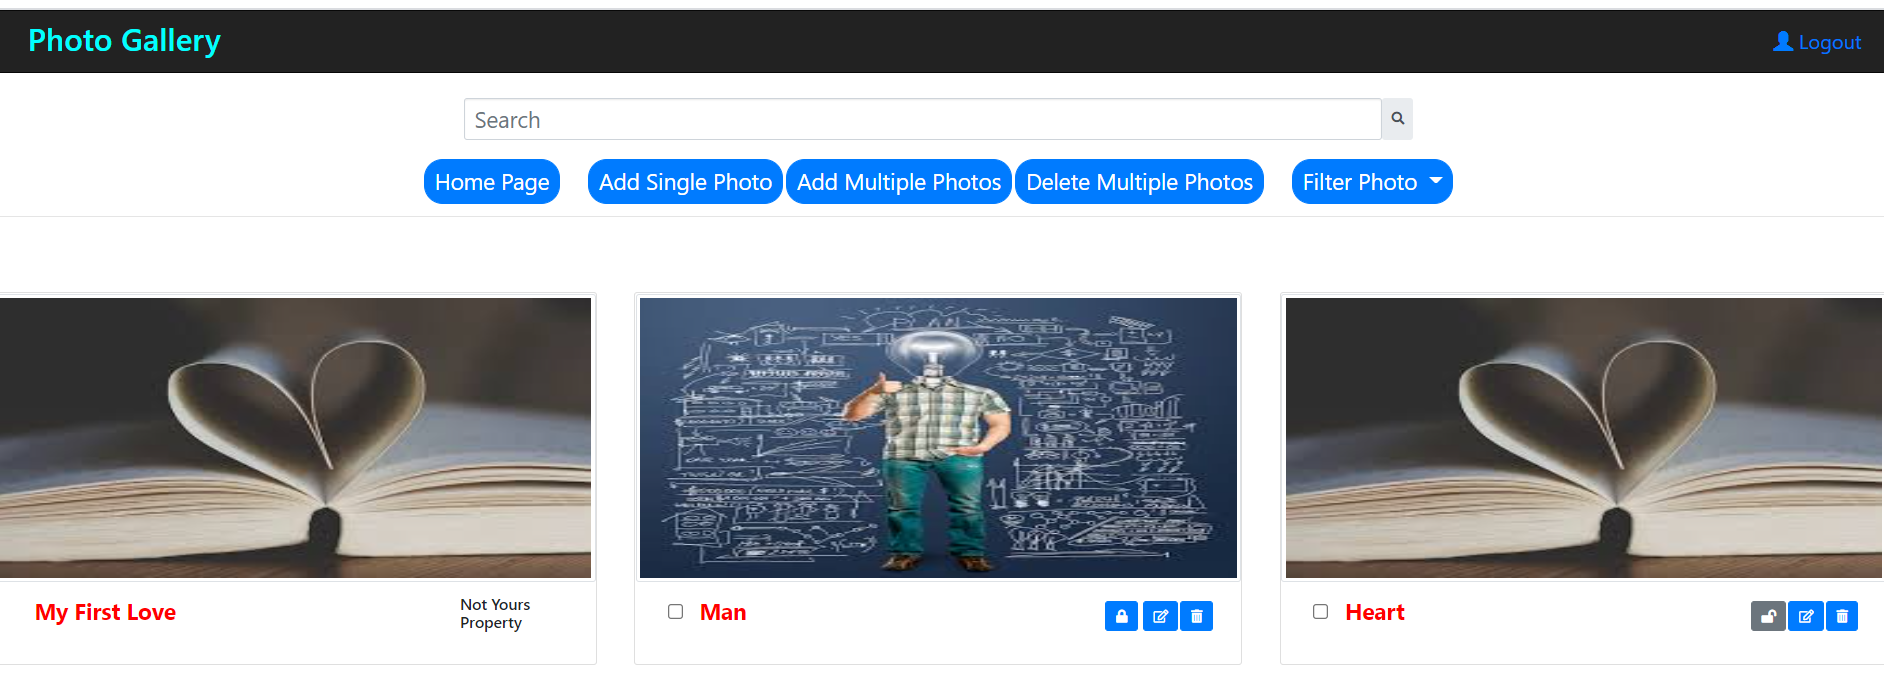 Photo Gallery
Logout
Search
Home Page
Add Single Photo
Add Multiple Photos
Delete Multiple Photos
Filter Photo
My First Love
Not Yours
Property
Man
Heart